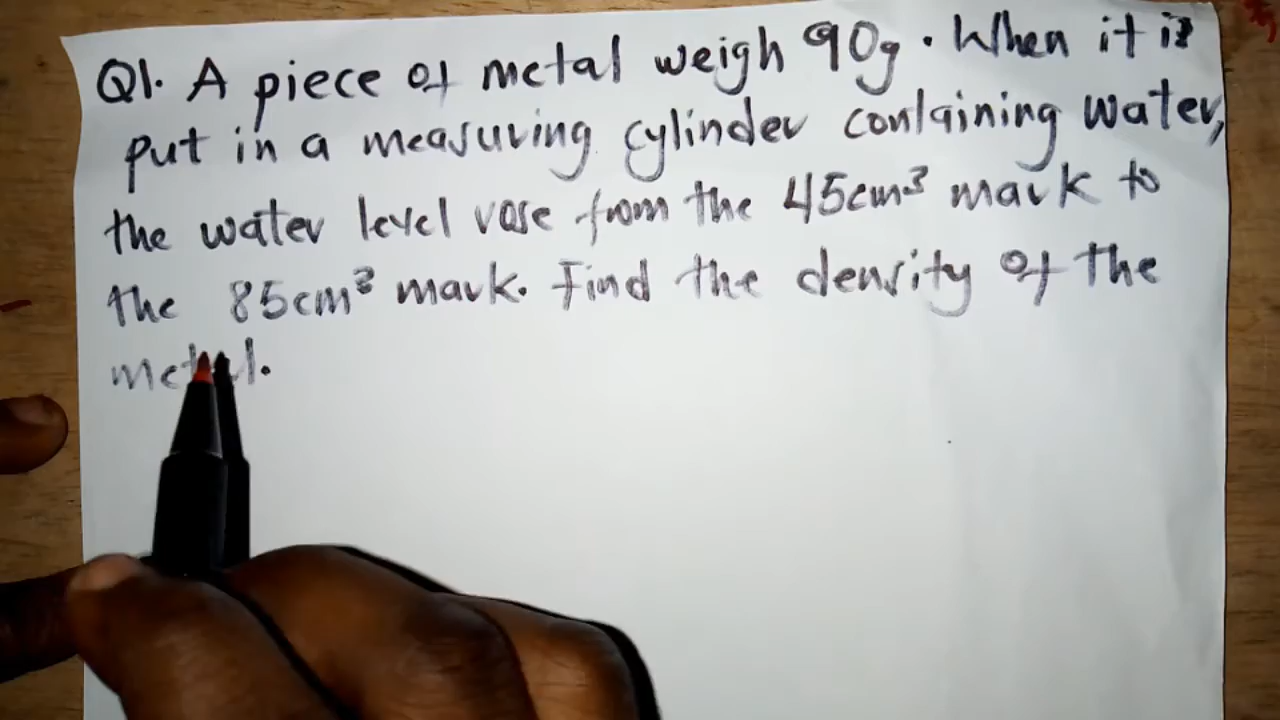 Q1. A piece of metal weigh 90g. When it is
put in a measuring cylinder containing water,
the water level rose from the 45cm³ mark to
the 85cm³ mark. Find the density of the
metal.